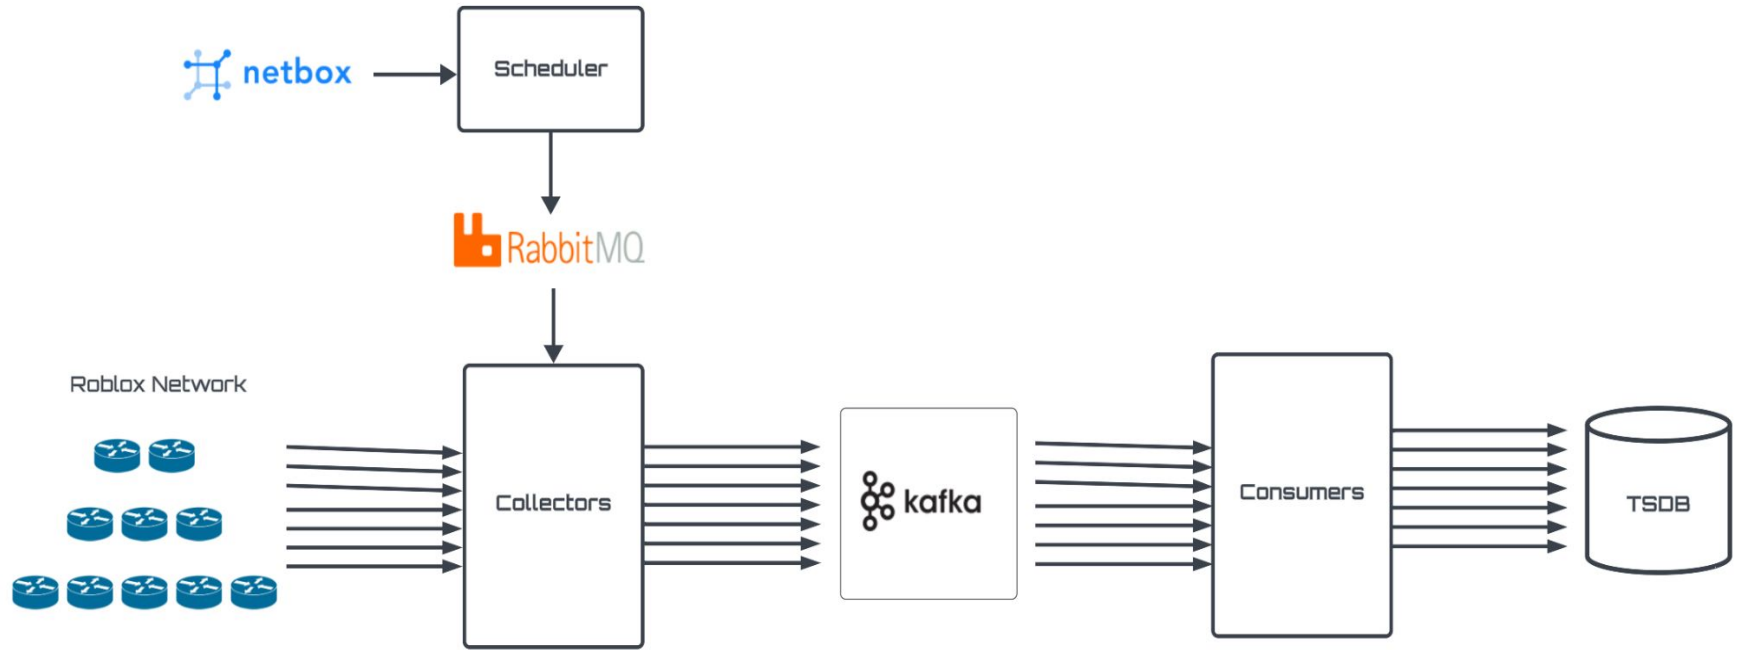 netbox
Scheduler
RabbitMQ
Roblox Network
Collectors
kafka
Consumers
TSDB